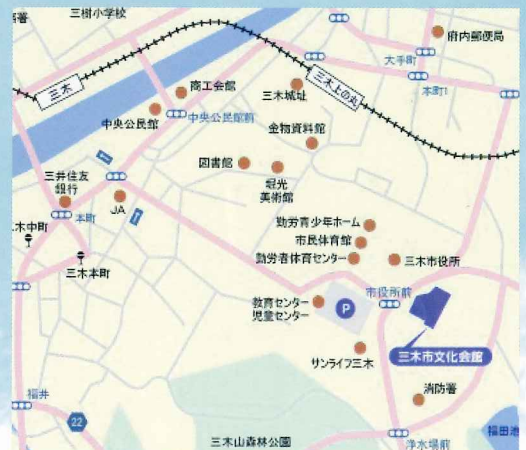 三樹小学校
府内郵便局
大手町
本町1
三木
商工会館
三木城址
三木上の丸
中央公民館
中央公民館前
金物資料館
図書館
堀光
美術館
三井住友
銀行
JA
本町
木中町
三木本町
勤労青少年ホーム
市民体育館
勤労者体育センター
三木市役所
市役所前
教育センター
児童センター
P
三木市文化会館
サンライフ三木
消防署
福井
22
三木山森林公園
浄水場前
福田池